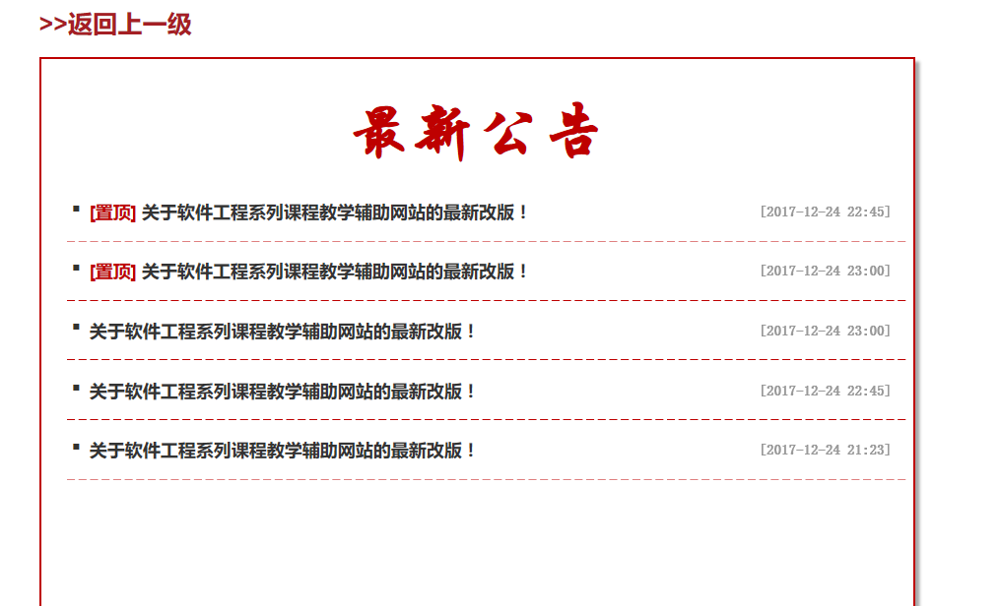 >>返回上一级
最新公告
▪ [置顶] 关于软件工程系列课程教学辅助网站的最新改版！ [2017-12-24 22:45]
▪ [置顶] 关于软件工程系列课程教学辅助网站的最新改版！ [2017-12-24 23:00]
▪ 关于软件工程系列课程教学辅助网站的最新改版！ [2017-12-24 23:00]
▪ 关于软件工程系列课程教学辅助网站的最新改版！ [2017-12-24 22:45]
▪ 关于软件工程系列课程教学辅助网站的最新改版！ [2017-12-24 21:23]